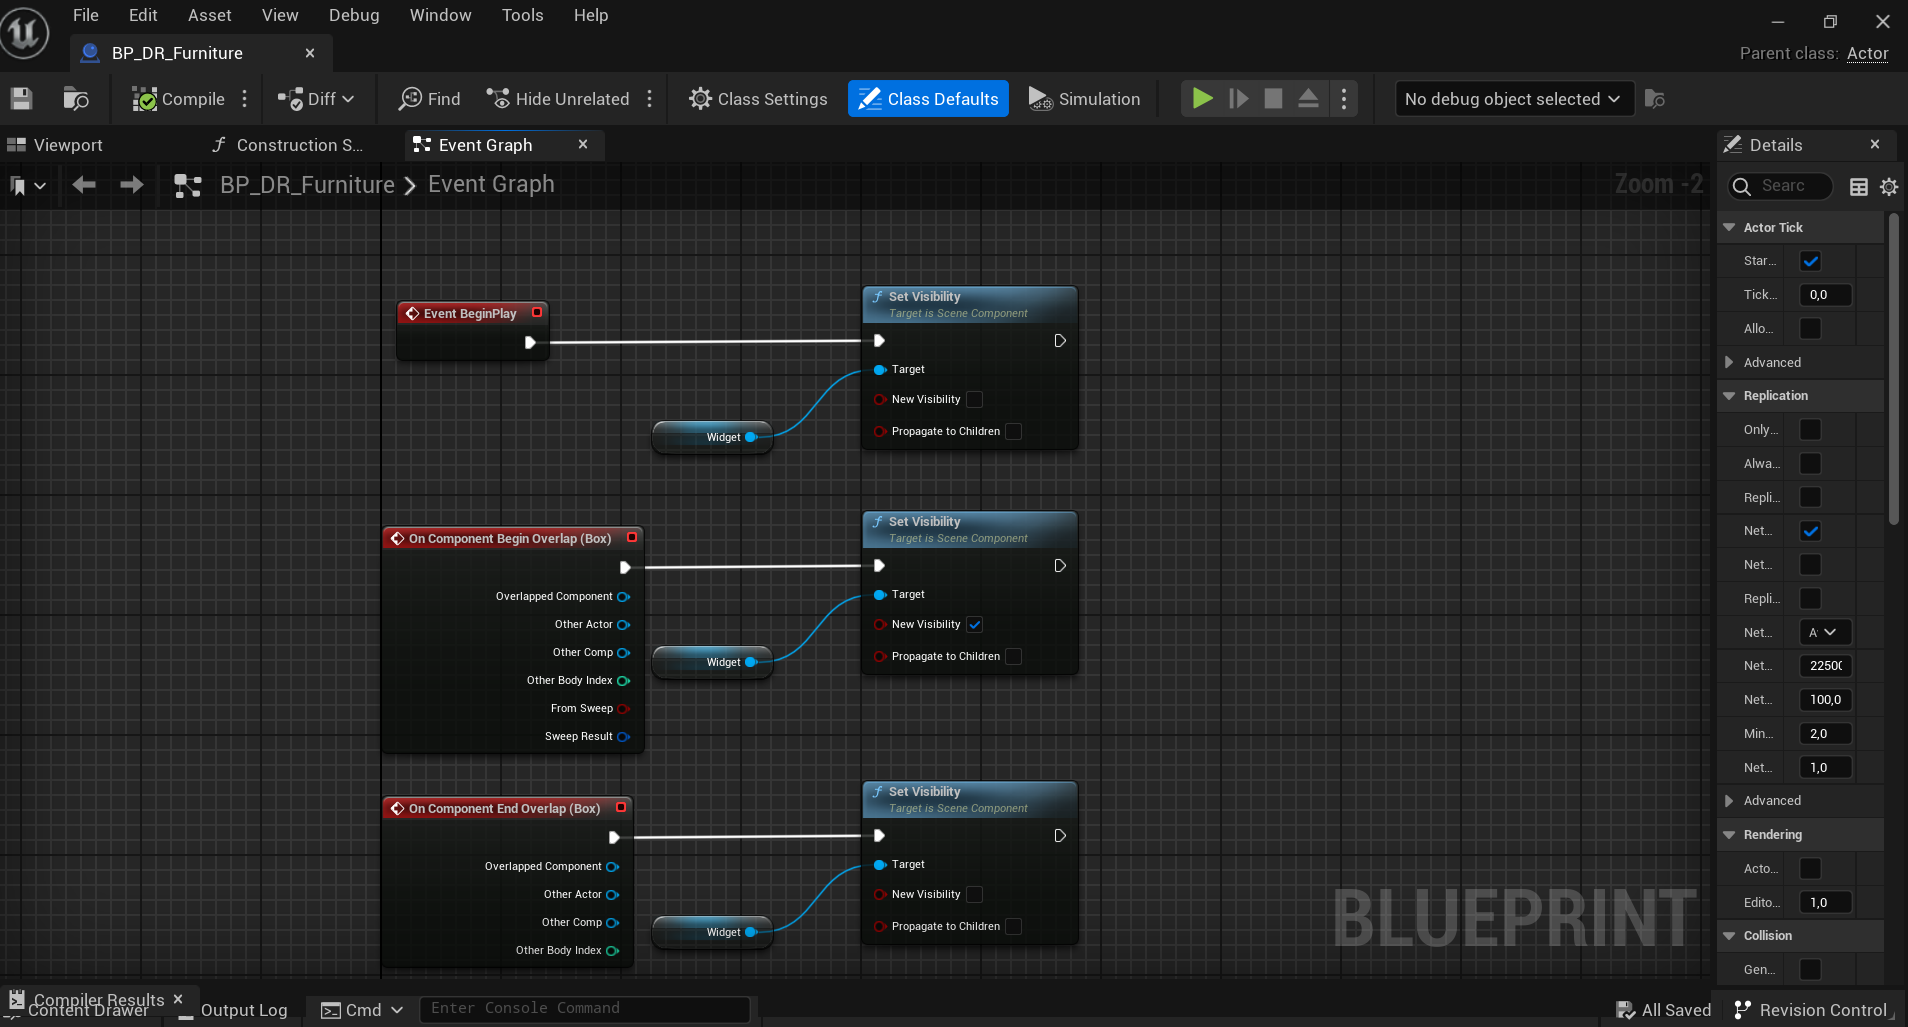 File Edit Asset View Debug Window Tools Help
BP_DR_Furniture
Parent class: Actor
Compile Diff Find Hide Unrelated Class Settings Class Defaults Simulation No debug object selected
Viewport Construction S... Event Graph Details
BP_DR_Furniture > Event Graph
Zoom -2
Searc
Event BeginPlay
Set Visibility
Target is Scene Component
Target
New Visibility
Propagate to Children
Widget
On Component Begin Overlap (Box)
Overlapped Component
Other Actor
Other Comp
Other Body Index
From Sweep
Sweep Result
Set Visibility
Target is Scene Component
Target
New Visibility
Propagate to Children
Widget
On Component End Overlap (Box)
Overlapped Component
Other Actor
Other Comp
Other Body Index
Set Visibility
Target is Scene Component
Target
New Visibility
Propagate to Children
Widget
BLUEPRINT
Actor Tick
Star...
Tick... 0,0
Allo...
Advanced
Replication
Only...
Alwa...
Repli...
Net...
Net...
Repli...
Net... A
Net... 2250
Net... 100,0
Min... 2,0
Net... 1,0
Advanced
Rendering
Acto...
Edito... 1,0
Collision
Gen...
Compiler Results
Content Drawer Output Log Cmd Enter Console Command All Saved Revision Control